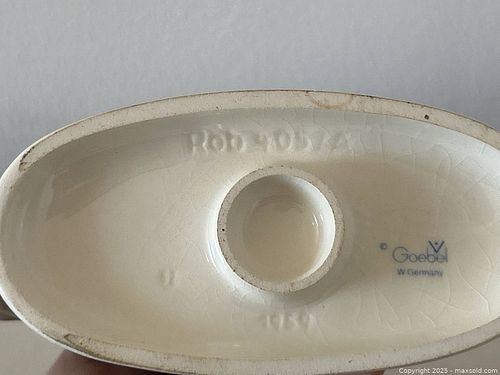 Rob 405
© Goebel
W Germany
Copyright 2025 - maxsold.com